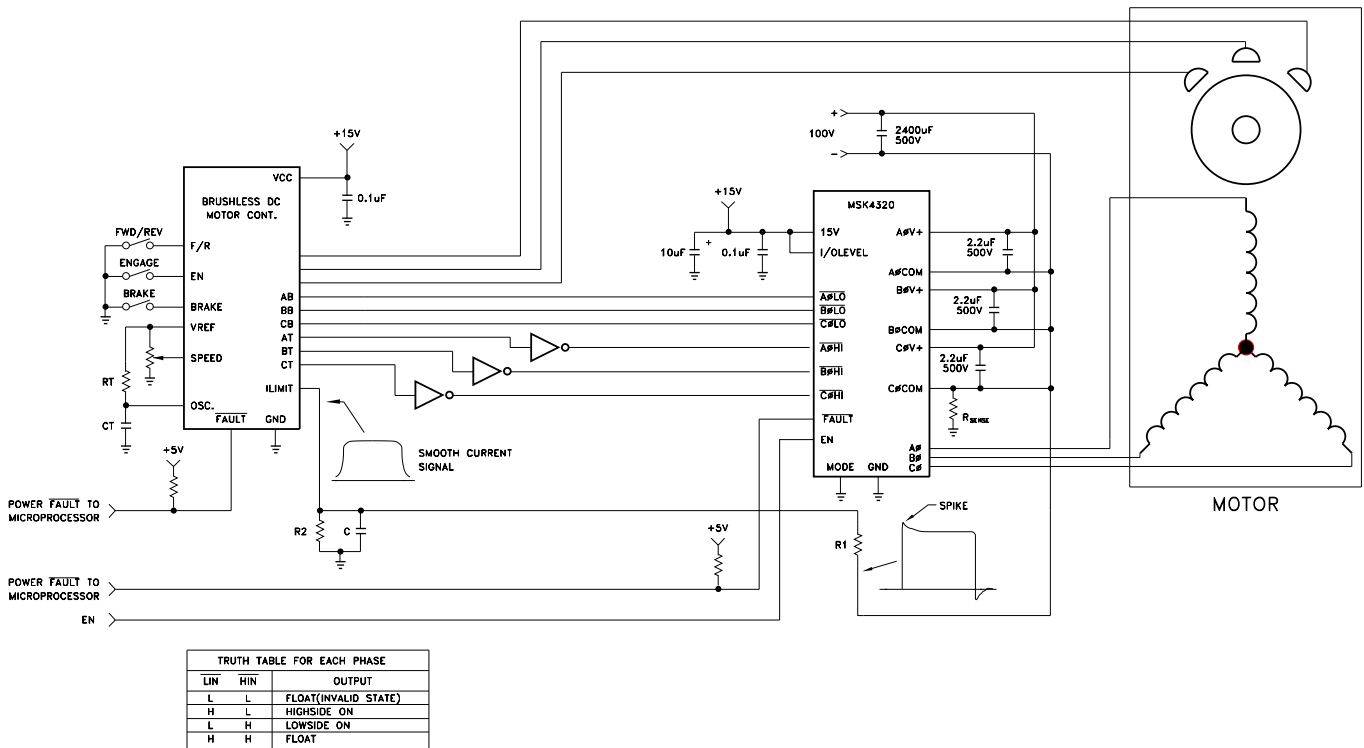 +15V
VCC
0.1uF
BRUSHLESS DC
MOTOR CONT.
FWD/REV
F/R
ENGAGE
EN
BRAKE
BRAKE
VREF
SPEED
RT
OSC.
CT
FAULT
GND
AB
BB
CB
AT
BT
CT
ILIMIT
+5V
SMOOTH CURRENT
SIGNAL
POWER FAULT TO
MICROPROCESSOR
R2
C
POWER FAULT TO
MICROPROCESSOR
EN
+5V
R1
SPIKE
+
100V
-
2400uF
500V
+15V
10uF
+
0.1uF
MSK4320
15V
I/OLEVEL
AØLO
BØLO
CØLO
AØHI
BØHI
CØHI
FAULT
EN
MODE
GND
AØV+
AØCOM
BØV+
BØCOM
CØV+
CØCOM
AØ
BØ
CØ
2.2uF
500V
2.2uF
500V
2.2uF
500V
RSENSE
MOTOR
TRUTH TABLE FOR EACH PHASE
LIN HIN OUTPUT
L L FLOAT(INVALID STATE)
H L HIGHSIDE ON
L H LOWSIDE ON
H H FLOAT